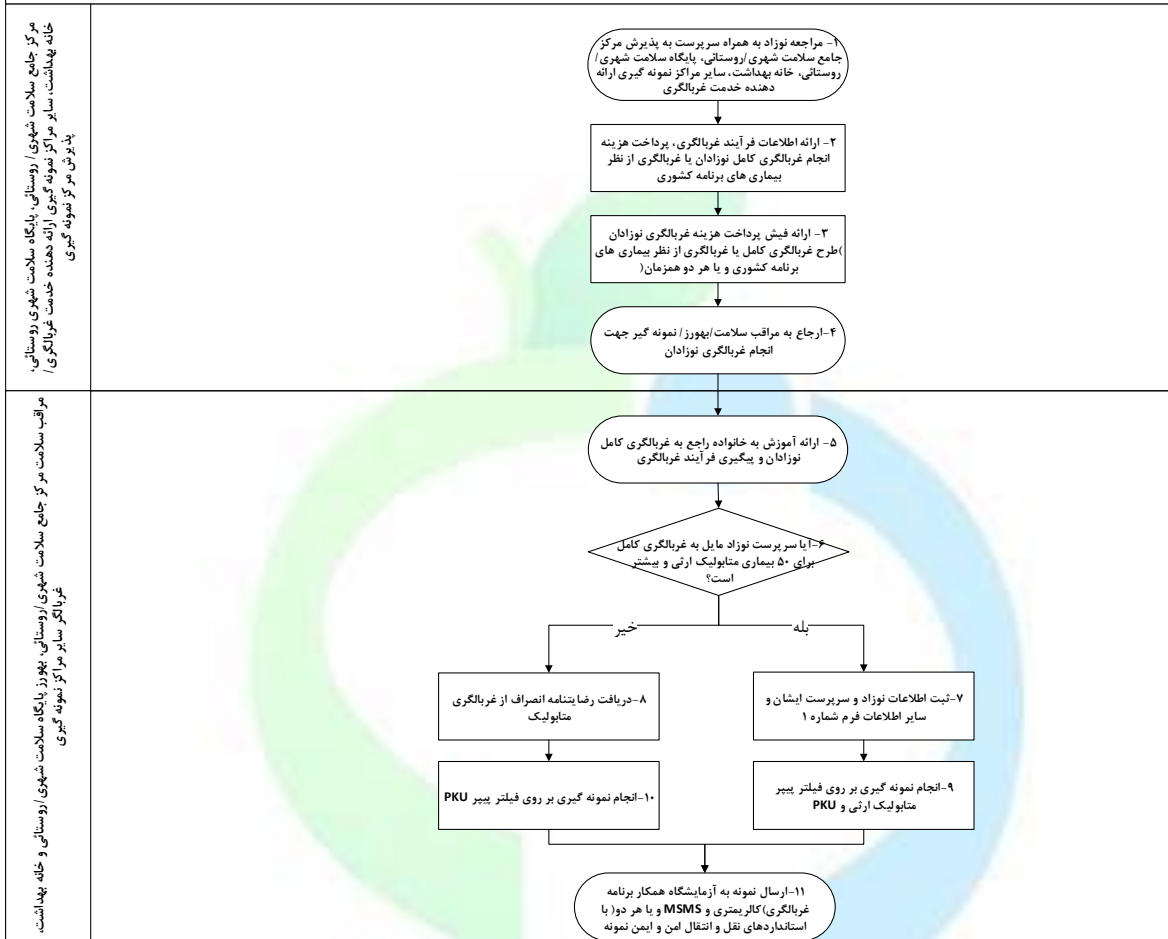 مرکز جامع سلامت شهری/ روستائی، پایگاه سلامت شهری روستائی،
خانه بهداشت، سایر مراکز نمونه گیری ارائه دهنده خدمت غربالگری/
پذیرش مرکز نمونه گیری
۱- مراجعه نوزاد به همراه سرپرست به پذیرش مرکز
جامع سلامت شهری/روستائی، پایگاه سلامت شهری/
روستائی، خانه بهداشت، سایر مراکز نمونه گیری ارائه
دهنده خدمت غربالگری
۲- ارائه اطلاعات فرآیند غربالگری، پرداخت هزینه
انجام غربالگری کامل نوزادان یا غربالگری از نظر
بیماری های برنامه کشوری
۳- ارائه فیش پرداخت هزینه غربالگری نوزادان
)طرح غربالگری کامل یا غربالگری از نظر بیماری های
برنامه کشوری و یا هر دو همزمان(
۴-ارجاع به مراقب سلامت/بهورز/ نمونه گیر جهت
انجام غربالگری نوزادان
مراقب سلامت مرکز جامع سلامت شهری/روستائی، بهورز پایگاه سلامت شهری/روستائی و خانه بهداشت،
غربالگر سایر مراکز نمونه گیری
۵- ارائه آموزش به خانواده راجع به غربالگری کامل
نوزادان و پیگیری فرآیند غربالگری
۶-آیا سرپرست نوزاد مایل به غربالگری کامل
برای ۵۰ بیماری متابولیک ارثی و بیشتر
است؟
بله
خیر
۷-ثبت اطلاعات نوزاد و سرپرست ایشان و
سایر اطلاعات فرم شماره ۱
۸-دریافت رضایتنامه انصراف از غربالگری
متابولیک
۹-انجام نمونه گیری بر روی فیلتر پیپر
متابولیک ارثی و PKU
۱۰-انجام نمونه گیری بر روی فیلتر پیپر PKU
۱۱-ارسال نمونه به آزمایشگاه همکار برنامه
غربالگری)کالریمتری و MSMS و یا هر دو( با
استانداردهای نقل و انتقال امن و ایمن نمونه